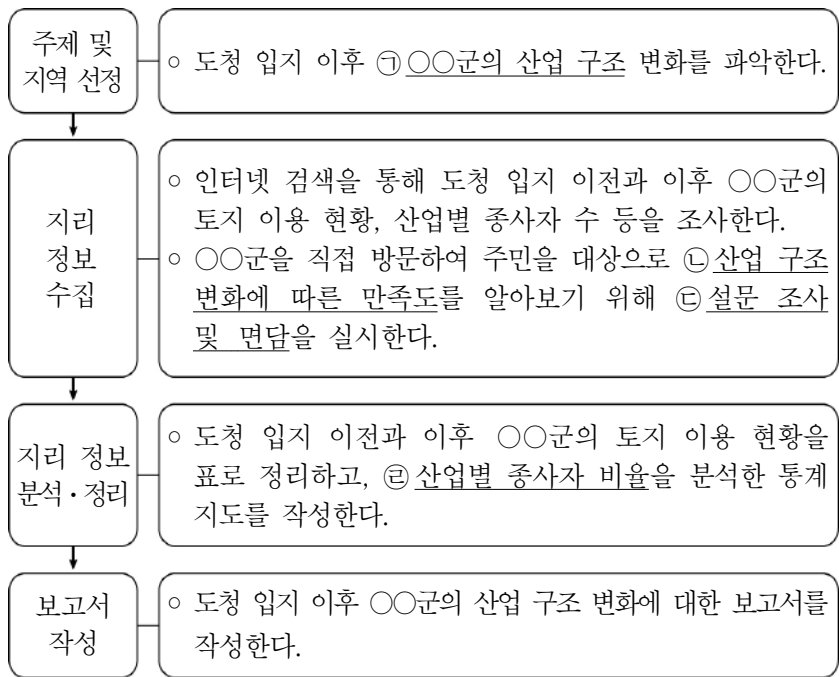 주제 및
지역 선정
○ 도청 입지 이후 ㉠○○군의 산업 구조 변화를 파악한다.
지리
정보
수집
○ 인터넷 검색을 통해 도청 입지 이전과 이후 ○○군의
토지 이용 현황, 산업별 종사자 수 등을 조사한다.
○ ○○군을 직접 방문하여 주민을 대상으로 ㉡산업 구조
변화에 따른 만족도를 알아보기 위해 ㉢설문 조사
및 면담을 실시한다.
지리 정보
분석·정리
○ 도청 입지 이전과 이후 ○○군의 토지 이용 현황을
표로 정리하고, ㉣산업별 종사자 비율을 분석한 통계
지도를 작성한다.
보고서
작성
○ 도청 입지 이후 ○○군의 산업 구조 변화에 대한 보고서를
작성한다.